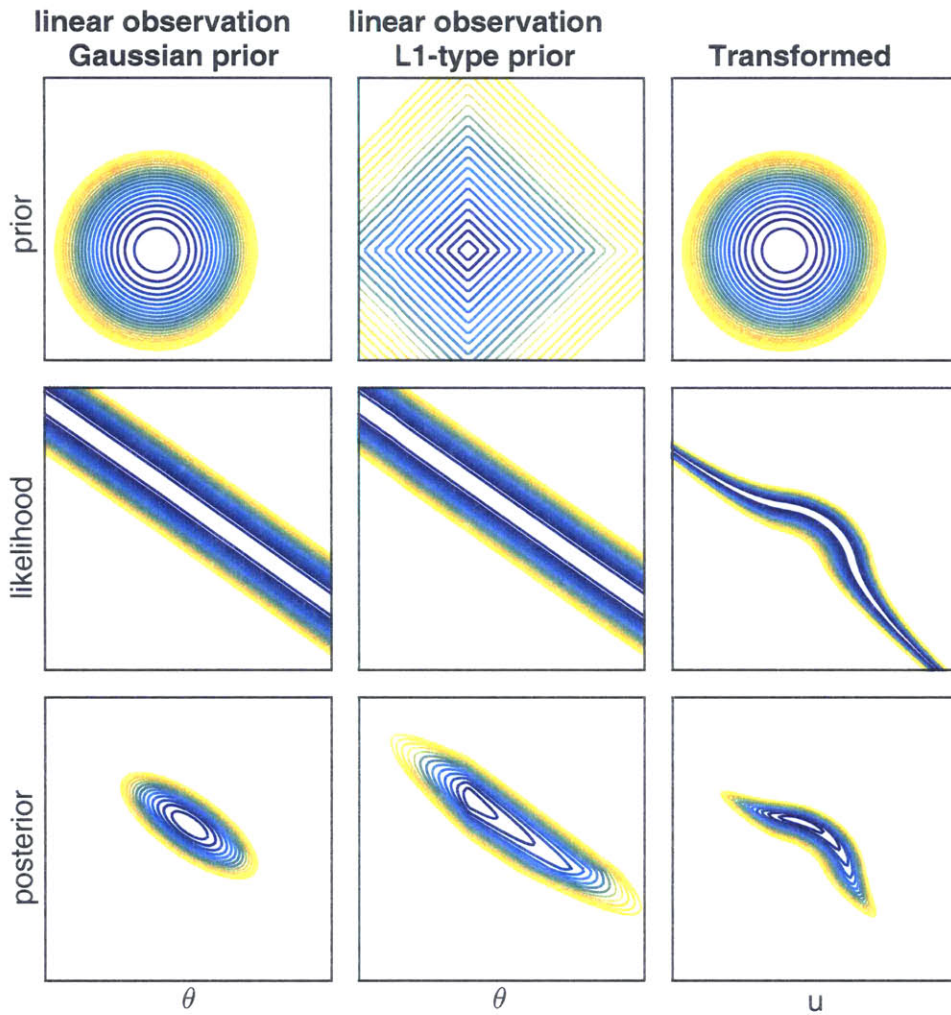 linear observation
Gaussian prior
linear observation
L1-type prior
Transformed
prior
likelihood
posterior
θ
θ
u